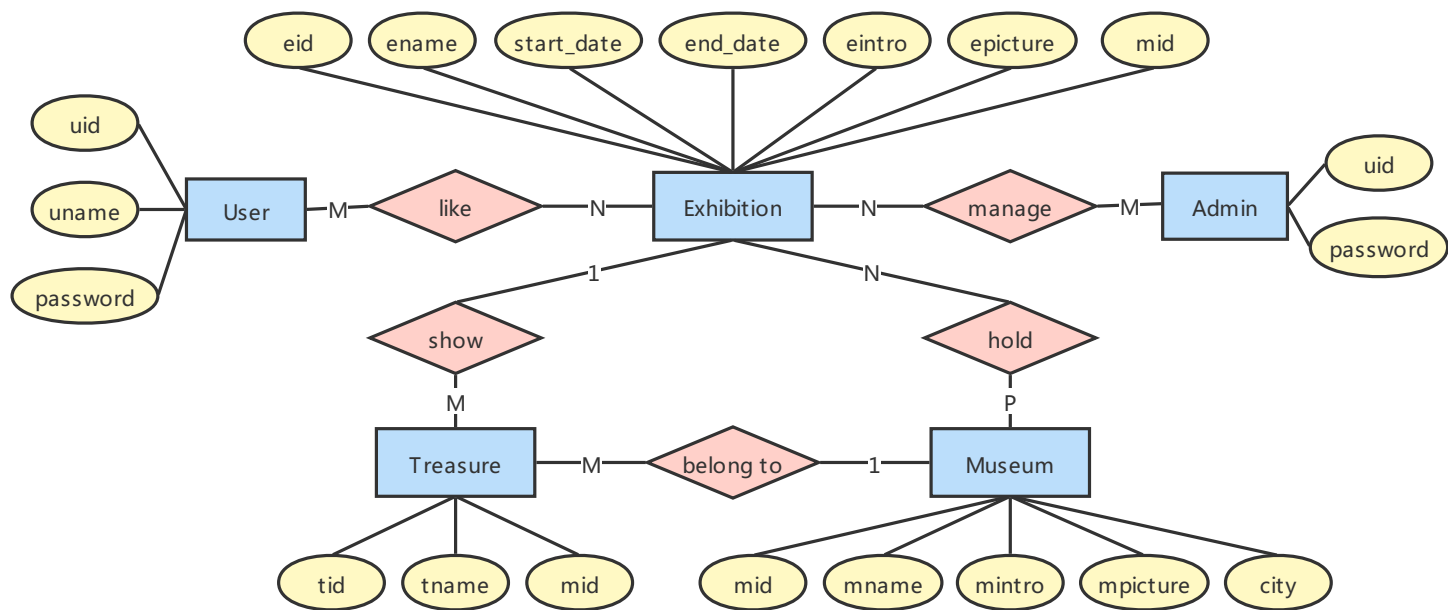 eid
ename
start_date
end_date
eintro
epicture
mid
uid
uname
password
User
M
like
N
Exhibition
N
manage
M
Admin
uid
password
1
N
show
hold
M
P
Treasure
M
belong to
1
Museum
tid
tname
mid
mid
mname
mintro
mpicture
city